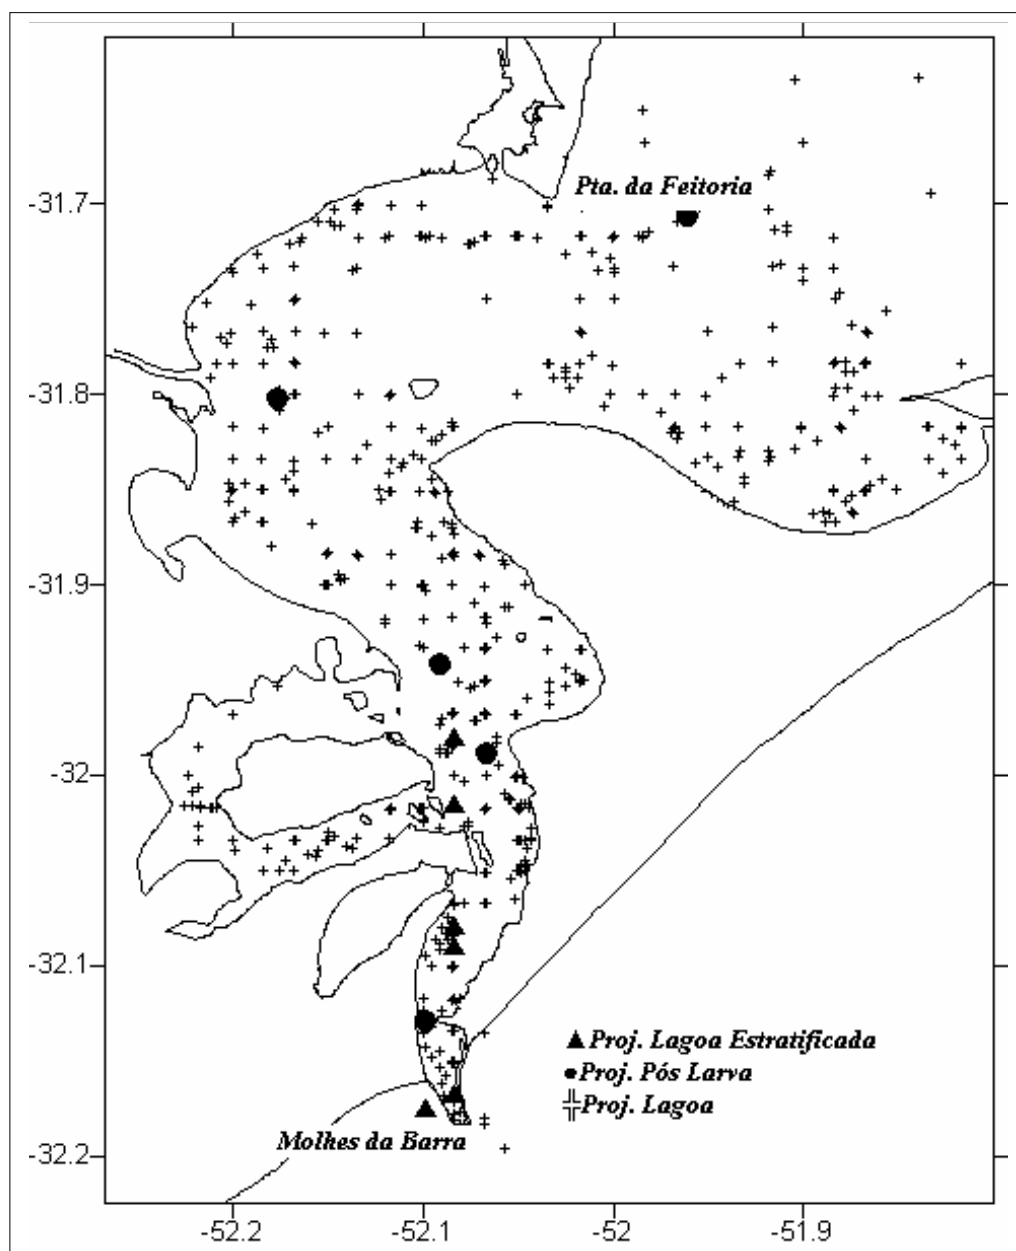 Pta. da Feitoria
-31.7
-31.8
-31.9
-32
-32.1
-32.2
Proj. Lagoa Estratificada
Proj. Pós Larva
Proj. Lagoa
Molhes da Barra
-52.2
-52.1
-52
-51.9